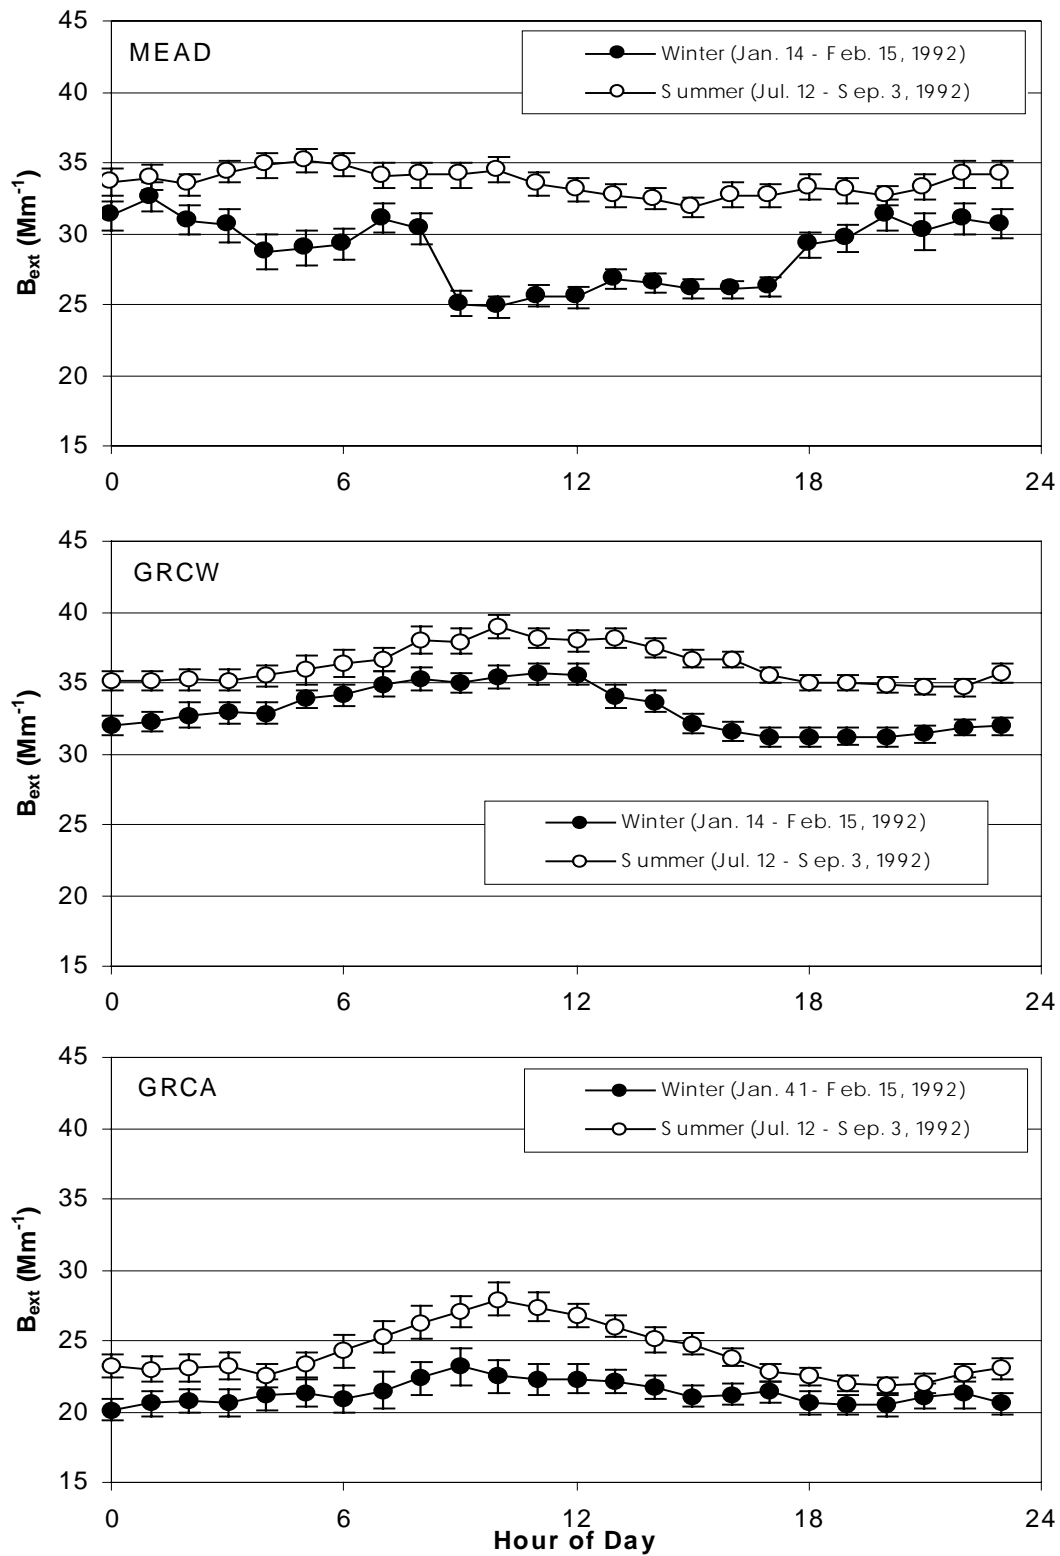 MEAD
Winter (Jan. 14 - Feb. 15, 1992)
Summer (Jul. 12 - Sep. 3, 1992)
45
40
35
30
25
20
15
Bext (Mm-1)
0 6 12 18 24
GRCW
45
40
35
30
25
20
15
Bext (Mm-1)
Winter (Jan. 14 - Feb. 15, 1992)
Summer (Jul. 12 - Sep. 3, 1992)
0 6 12 18 24
GRCA
Winter (Jan. 41 - Feb. 15, 1992)
Summer (Jul. 12 - Sep. 3, 1992)
45
40
35
30
25
20
15
Bext (Mm-1)
0 6 12 18 24
Hour of Day